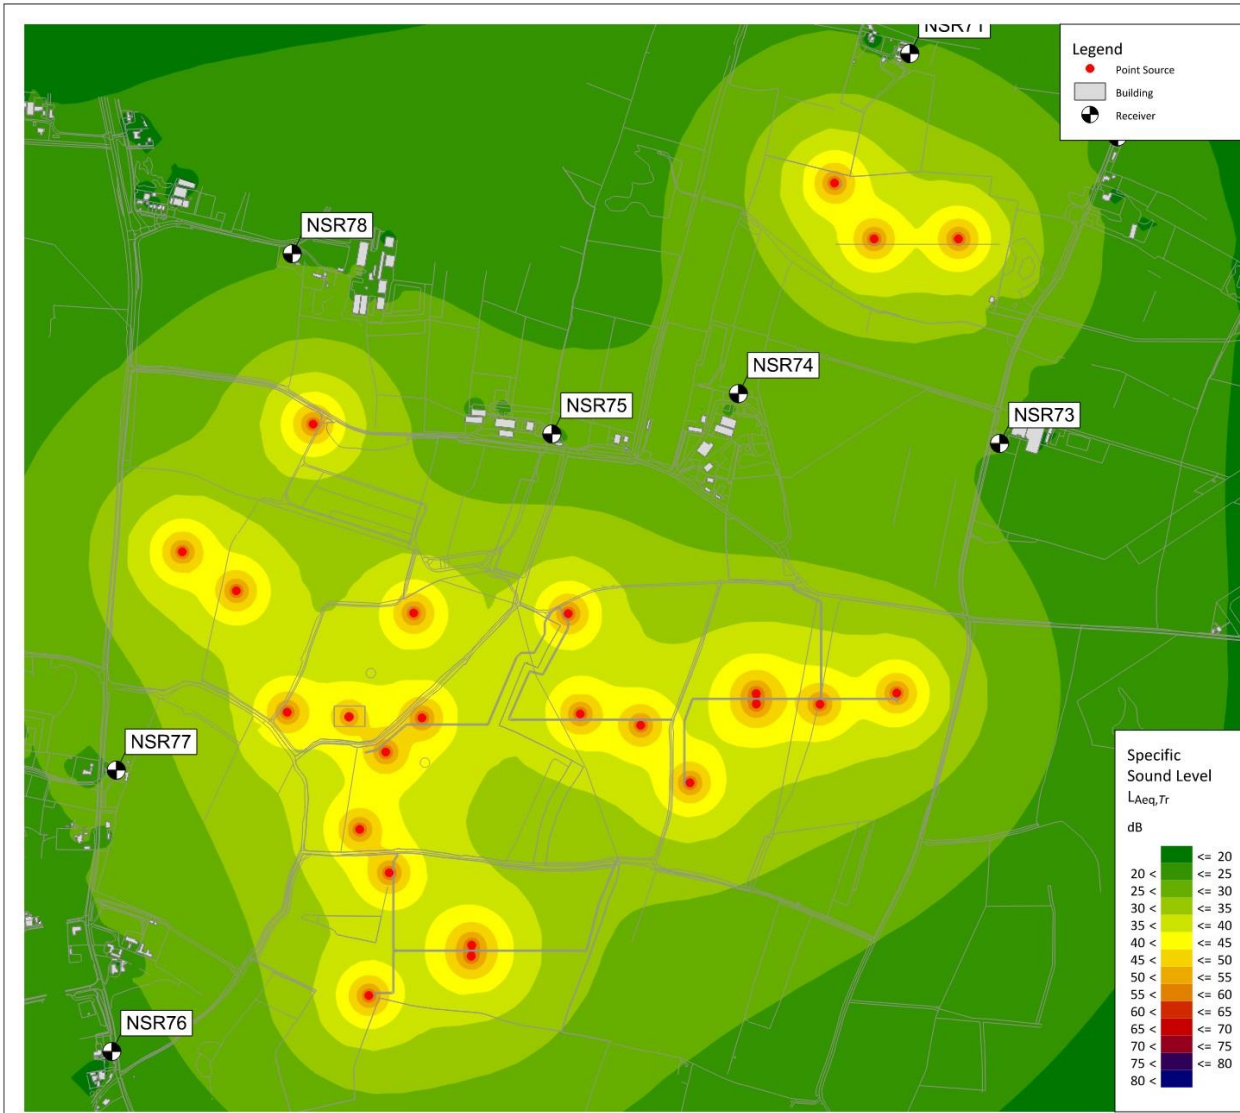 NSR71
Legend
Point Source
Building
Receiver
NSR78
NSR74
NSR75
NSR73
NSR77
NSR76
Specific
Sound Level
LAeq,Tr
dB
<= 20
20 < <= 25
25 < <= 30
30 < <= 35
35 < <= 40
40 < <= 45
45 < <= 50
50 < <= 55
55 < <= 60
60 < <= 65
65 < <= 70
70 < <= 75
75 < <= 80
80 <